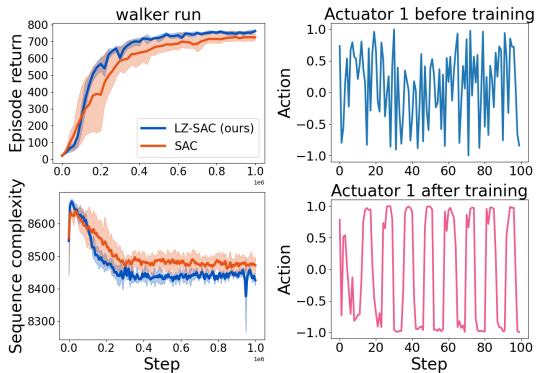 walker run
Episode return
800
700
600
500
400
300
200
100
0
0.0 0.2 0.4 0.6 0.8 1.0
1e6
LZ-SAC (ours)
SAC
Actuator 1 before training
Action
1.0
0.5
0.0
−0.5
−1.0
0 20 40 60 80 100
Sequence complexity
8600
8500
8400
8300
0.0 0.2 0.4 0.6 0.8 1.0
1e6
Step
Actuator 1 after training
Action
1.0
0.5
0.0
−0.5
−1.0
0 20 40 60 80 100
Step